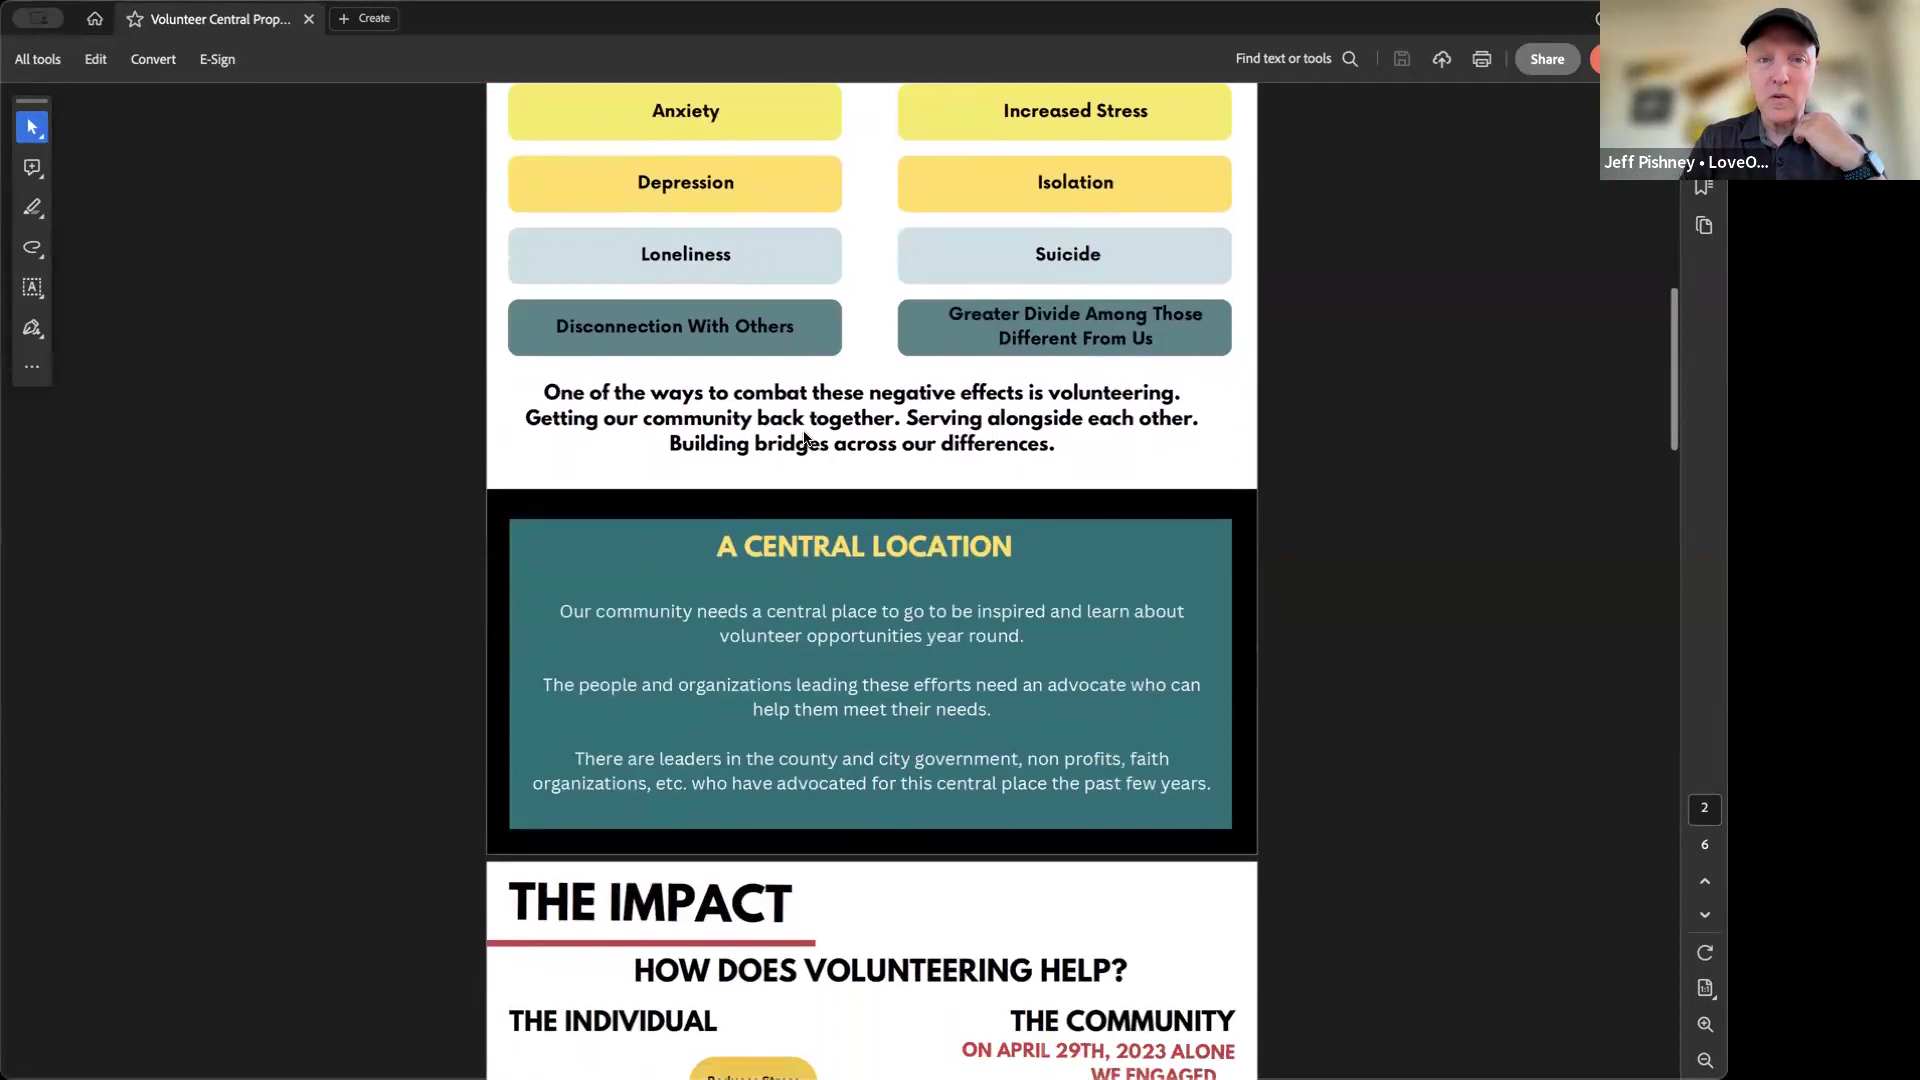 Volunteer Central Prop...
Create
All tools
Edit
Convert
E-Sign
Find text or tools
Share
Jeff Pishney • LoveO...
Anxiety
Increased Stress
Depression
Isolation
Loneliness
Suicide
Disconnection With Others
Greater Divide Among Those
Different From Us
One of the ways to combat these negative effects is volunteering.
Getting our community back together. Serving alongside each other.
Building bridges across our differences.
A CENTRAL LOCATION
Our community needs a central place to go to be inspired and learn about
volunteer opportunities year round.
The people and organizations leading these efforts need an advocate who can
help them meet their needs.
There are leaders in the county and city government, non profits, faith
organizations, etc. who have advocated for this central place the past few years.
2
6
THE IMPACT
HOW DOES VOLUNTEERING HELP?
THE INDIVIDUAL
THE COMMUNITY
ON APRIL 29TH, 2023 ALONE
WE ENGAGED